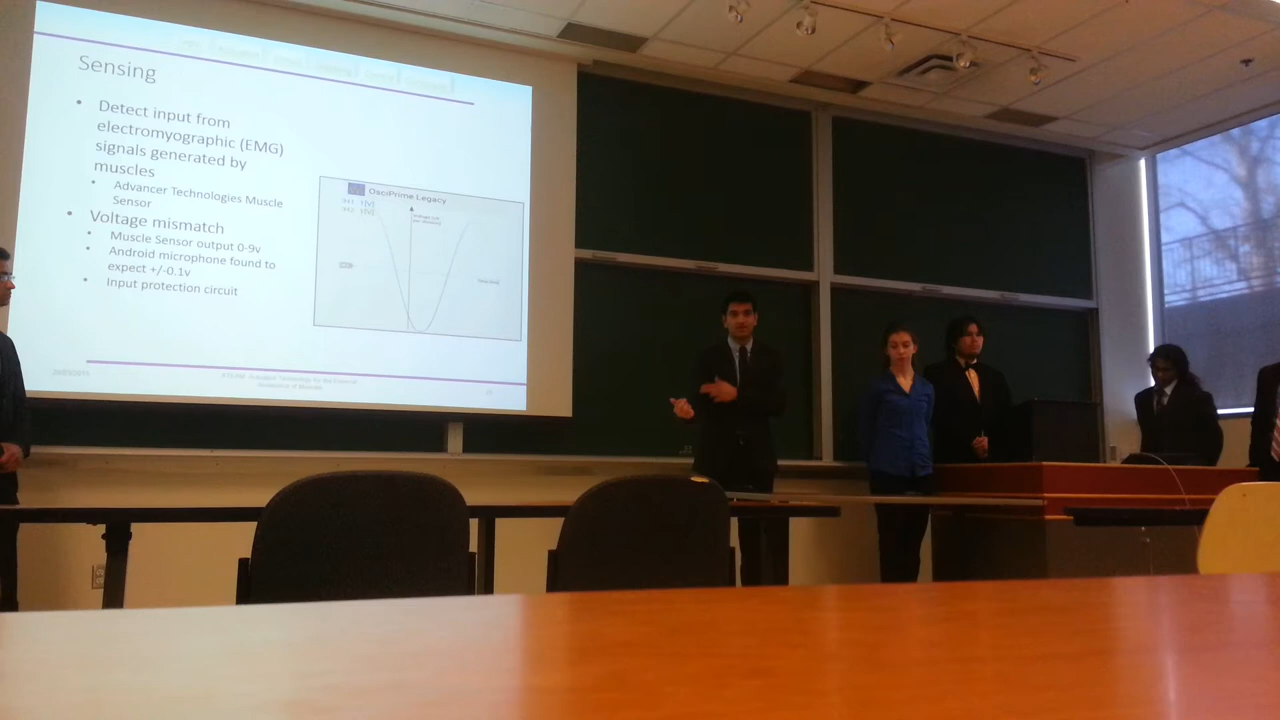 Sensing
Detect input from
electromyographic (EMG)
signals generated by
muscles
Advancer Technologies Muscle
Sensor
Voltage mismatch
Muscle Sensor output 0-9v
Android microphone found to
expect +/-0.1v
Input protection circuit
OsciPrime Legacy